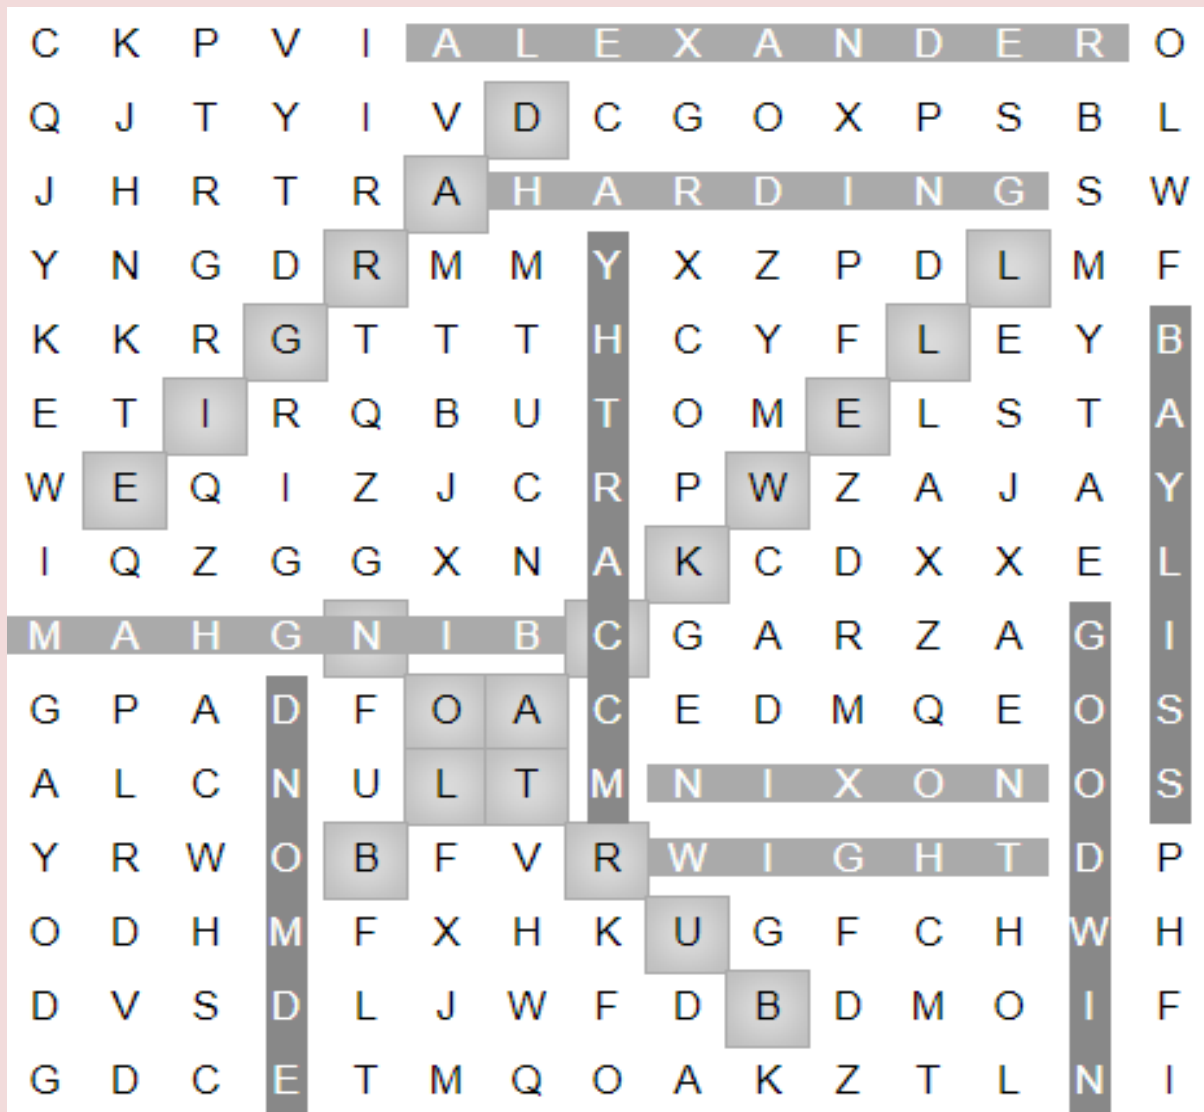 C K P V I A L E X A N D E R O
Q J T Y I V D C G O X P S B L
J H R T R A H A R D I N G S W
Y N G D R M M Y X Z P D L M F
K K R G T T T H C Y F L E Y B
E T I R Q B U T O M E L S T A
W E Q I Z J C R P W Z A J A Y
I Q Z G G X N A K C D X X E L
M A H G N I B C G A R Z A G I
G P A D F O A C E D M Q E O S
A L C N U L T M N I X O N O S
Y R W O B F V R W I G H T D P
O D H M F X H K U G F C H W H
D V S D L J W F D B D M O I F
G D C E T M Q O A K Z T L N I